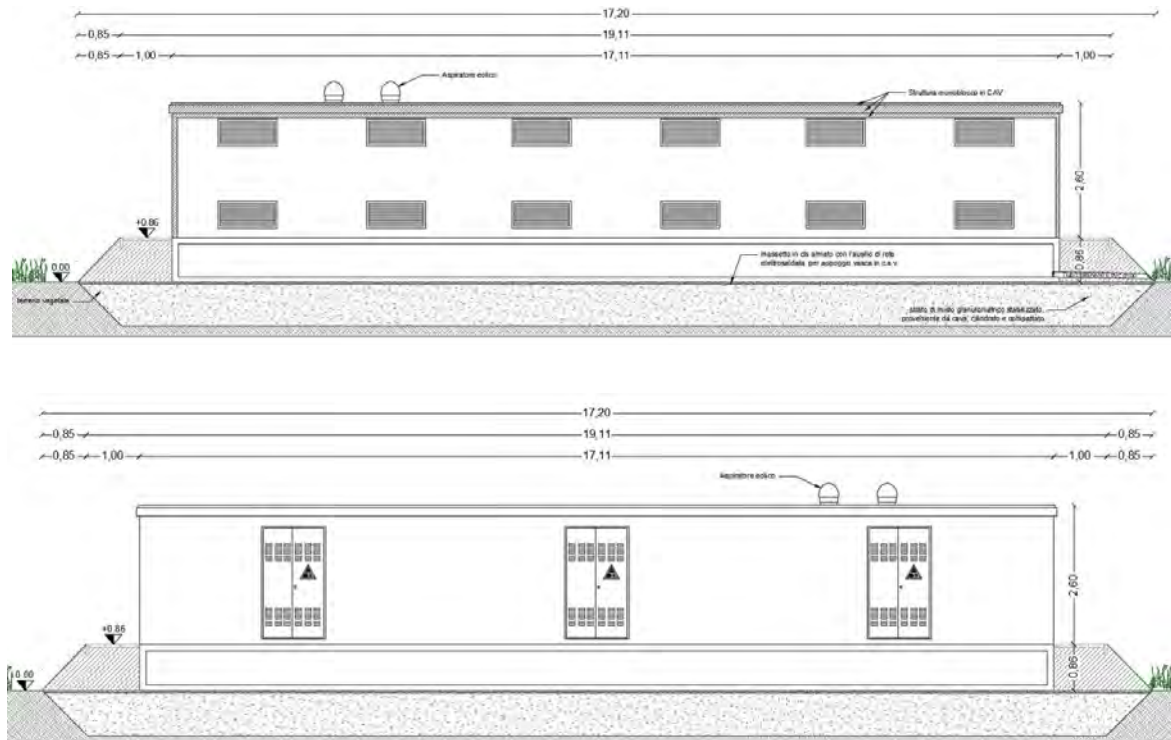 17,20
0,85 19,11
0,85 1,00 17,11 1,00
Aspiratore eolico
Struttura monoblocco in CAV
2,60
+0.86
massetto in cls armato con l'ausilio di rete
elettrosaldata per appoggio vasca in c.a.v.
0,86
0.00
terreno vegetale
strato di misto granulometrico stabilizzato,
proveniente da cava, cilindrato e
17,20
0,85 19,11 0,85
0,85 1,00 17,11 1,00 0,85
Aspiratore eolico
2,60
+0.86
0,86
0.00